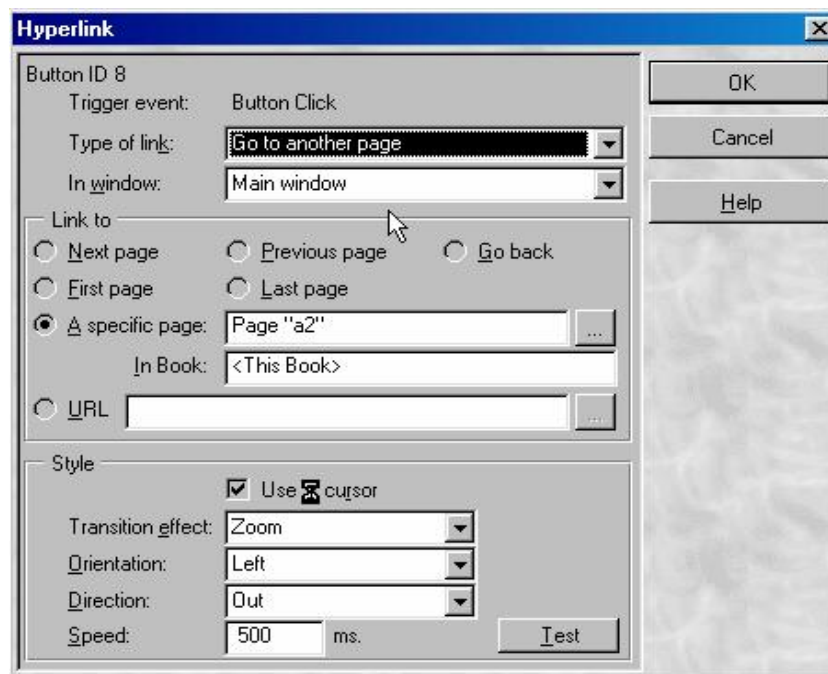 Hyperlink
Button ID 8
Trigger event: Button Click
Type of link: Go to another page
In window: Main window
Link to
Next page Previous page Go back
First page Last page
A specific page: Page "a2" ...
In Book: <This Book>
URL ...
Style
Use cursor
Transition effect: Zoom
Orientation: Left
Direction: Out
Speed: 500 ms. Test
OK
Cancel
Help